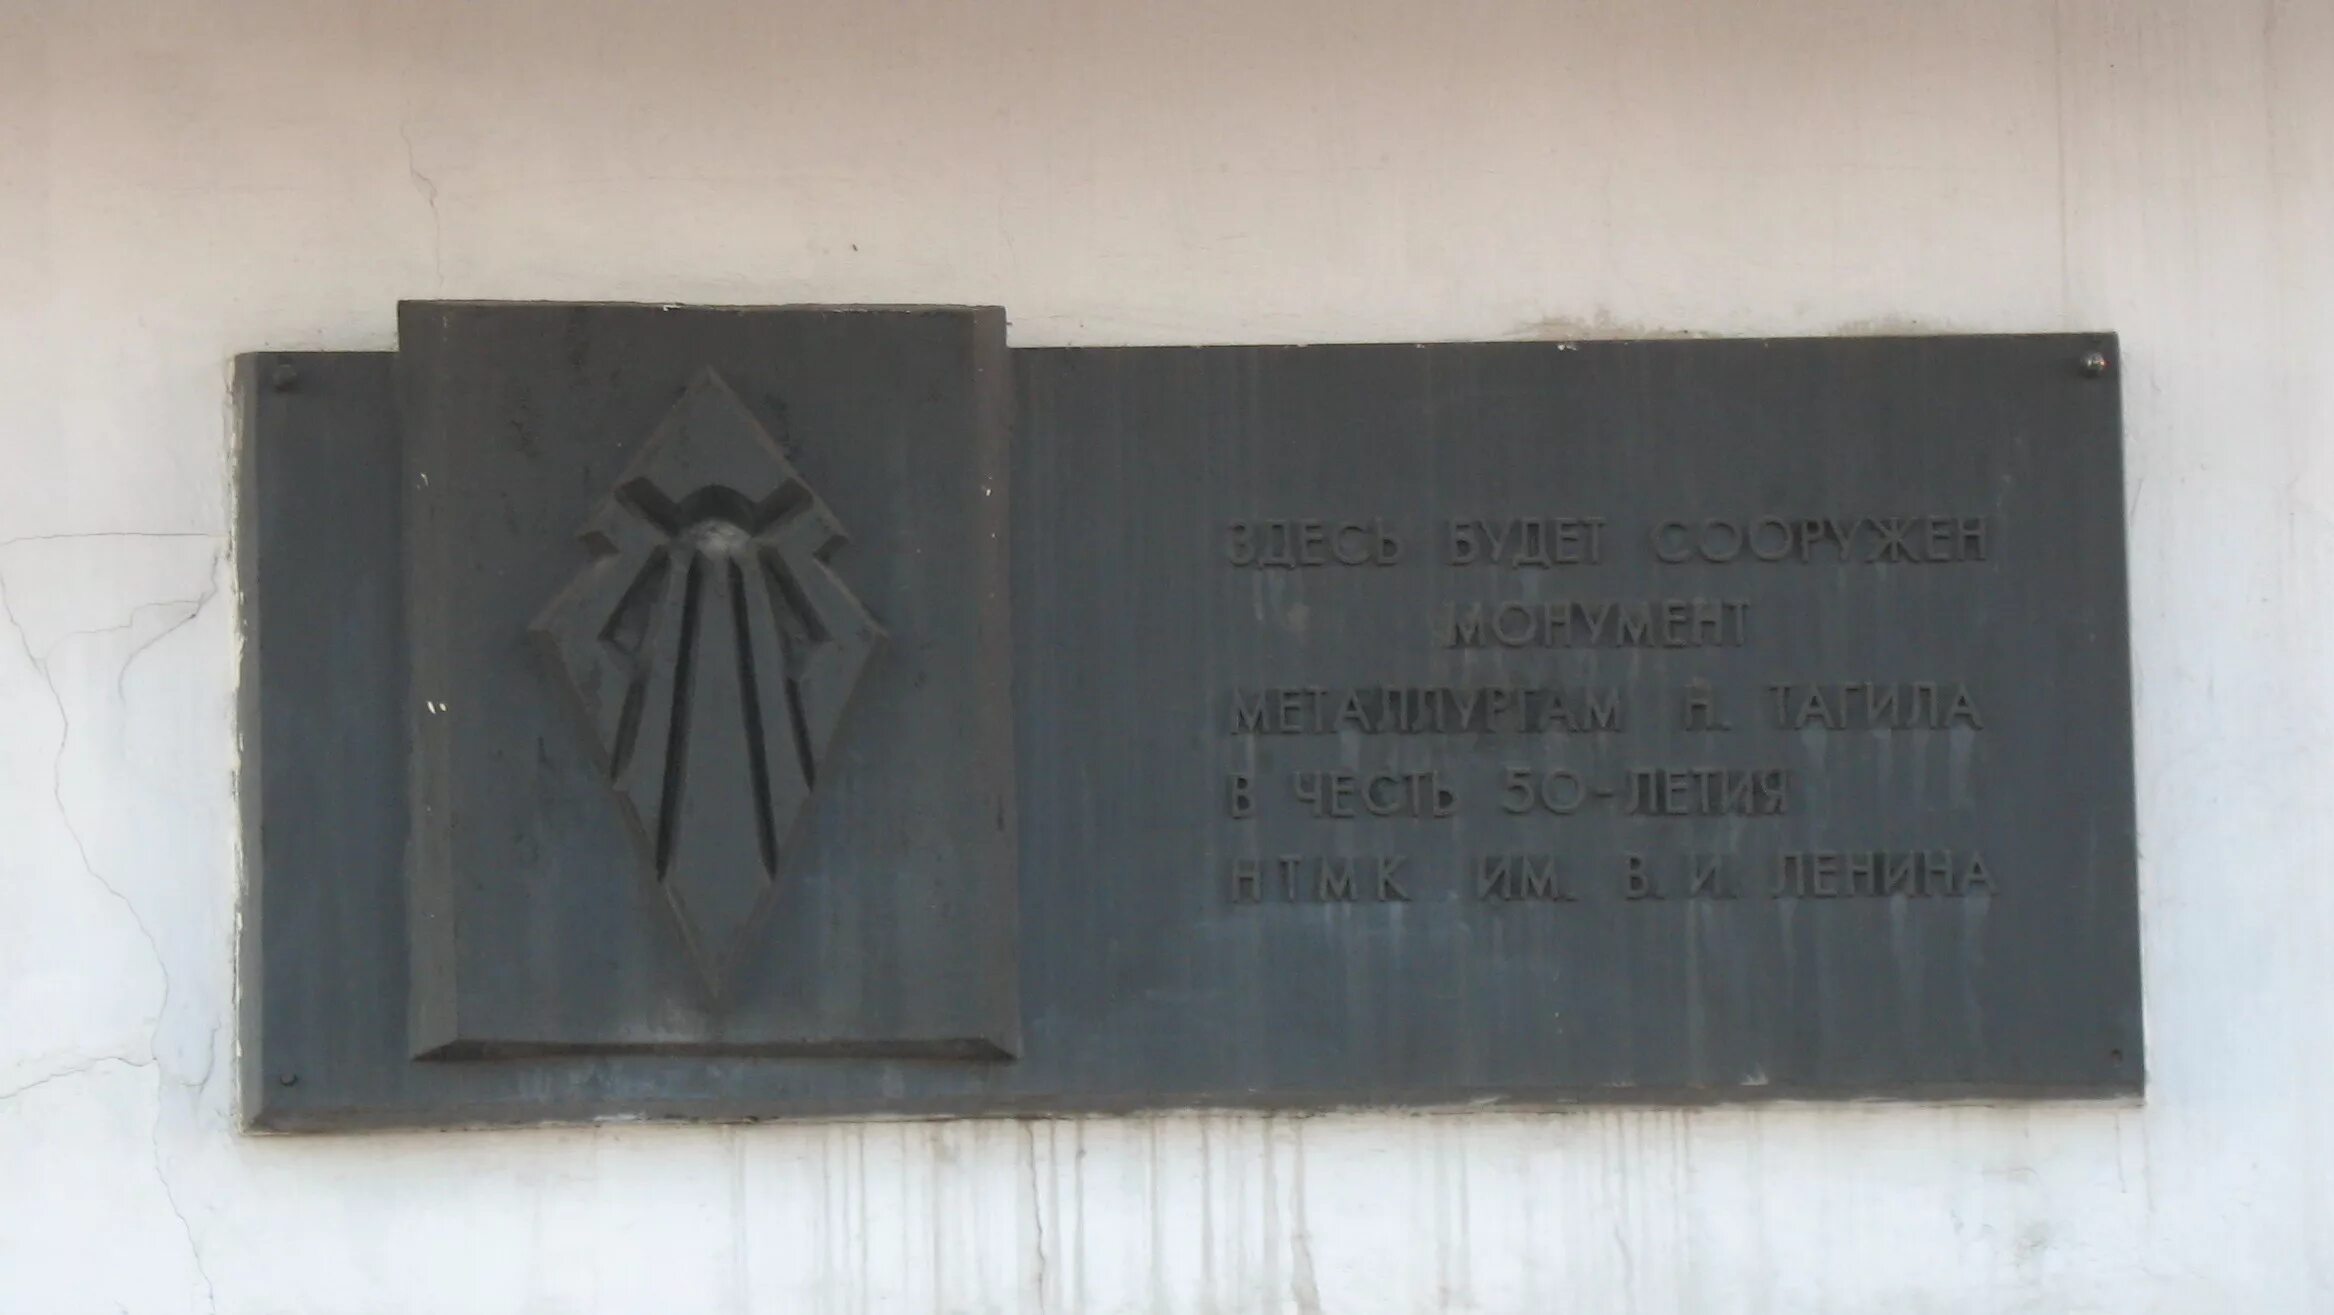 ЗДЕСЬ БУДЕТ СООРУЖЕН
МОНУМЕНТ
МЕТАЛЛУРГАМ Н. ТАГИЛА
В ЧЕСТЬ 50-ЛЕТИЯ
НТМК ИМ. В. И. ЛЕНИНА